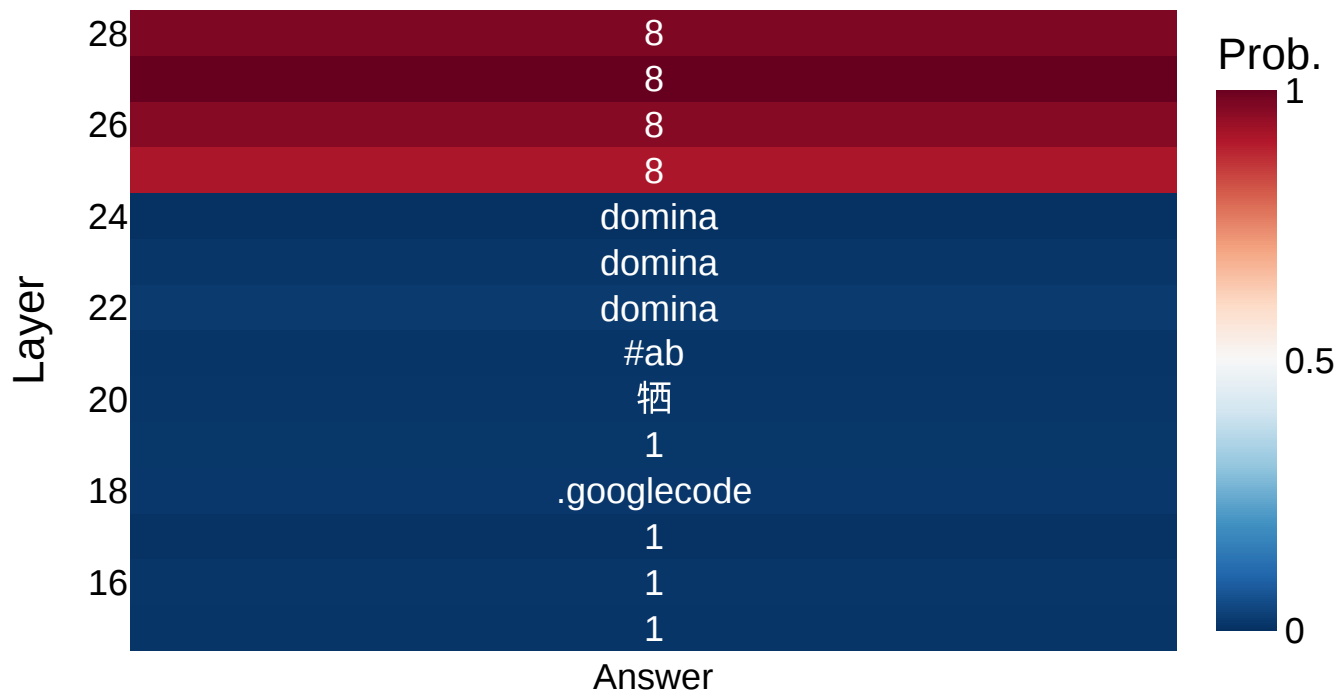 28 8
8
26 8
8
24 domina
domina
22 domina
#ab
20 牺
1
18 .googlecode
1
16 1
1
Layer
Answer
Prob.
1
0.5
0